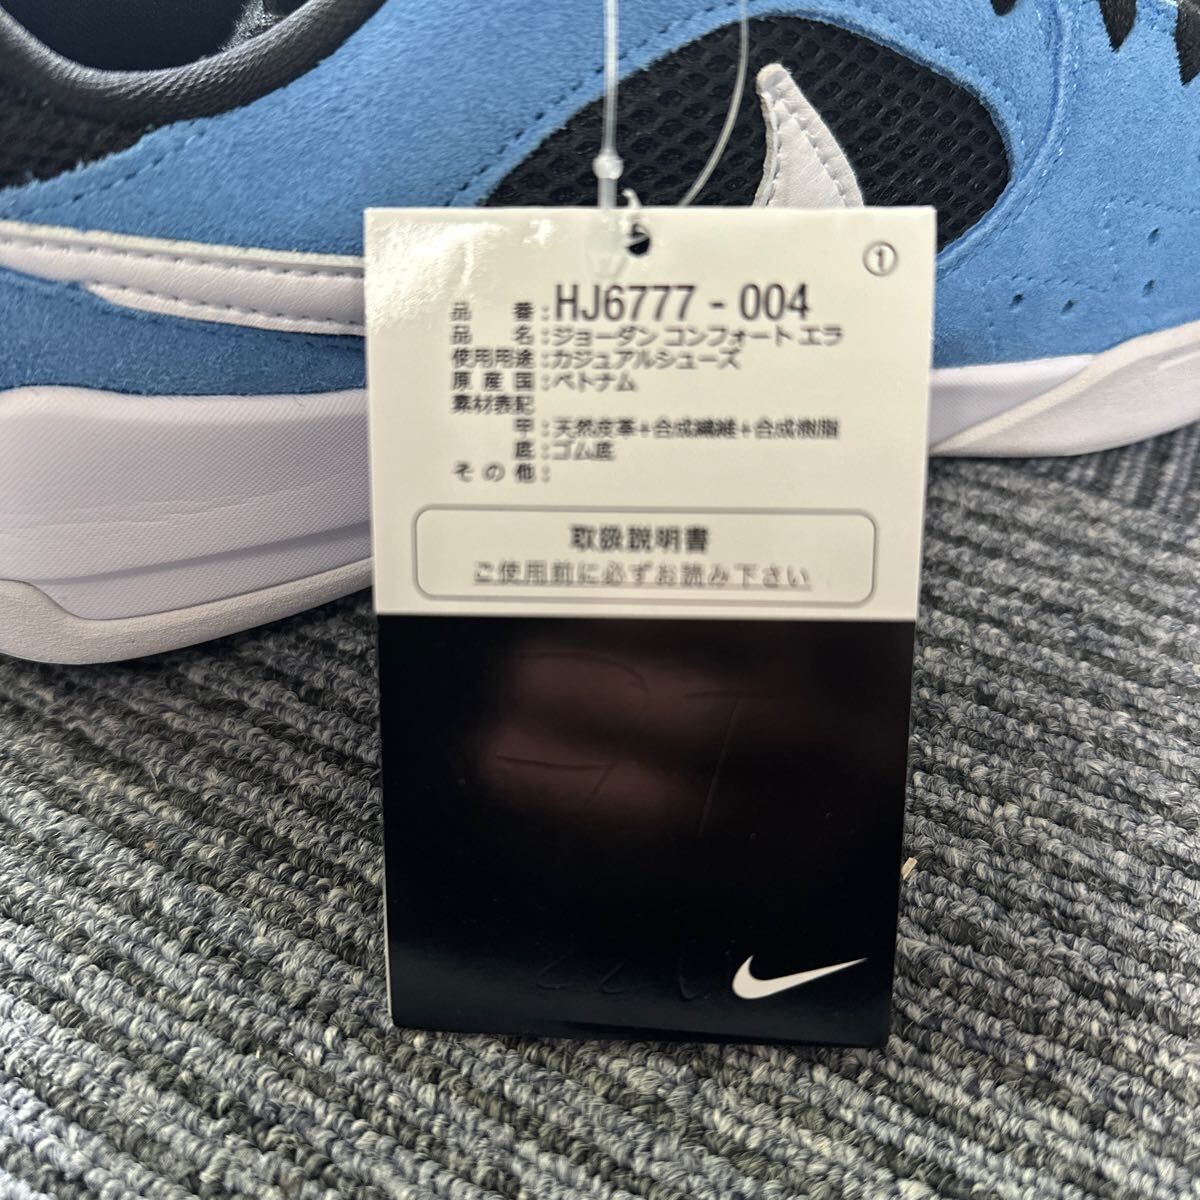 ①
品番:HJ6777-004
品名:ジョーダン コンフォート エラ
使用用途:カジュアルシューズ
原産国:ベトナム
素材表記
甲:天然皮革+合成繊維+合成樹脂
底:ゴム底
その他:
取扱説明書
ご使用前に必ずお読み下さい